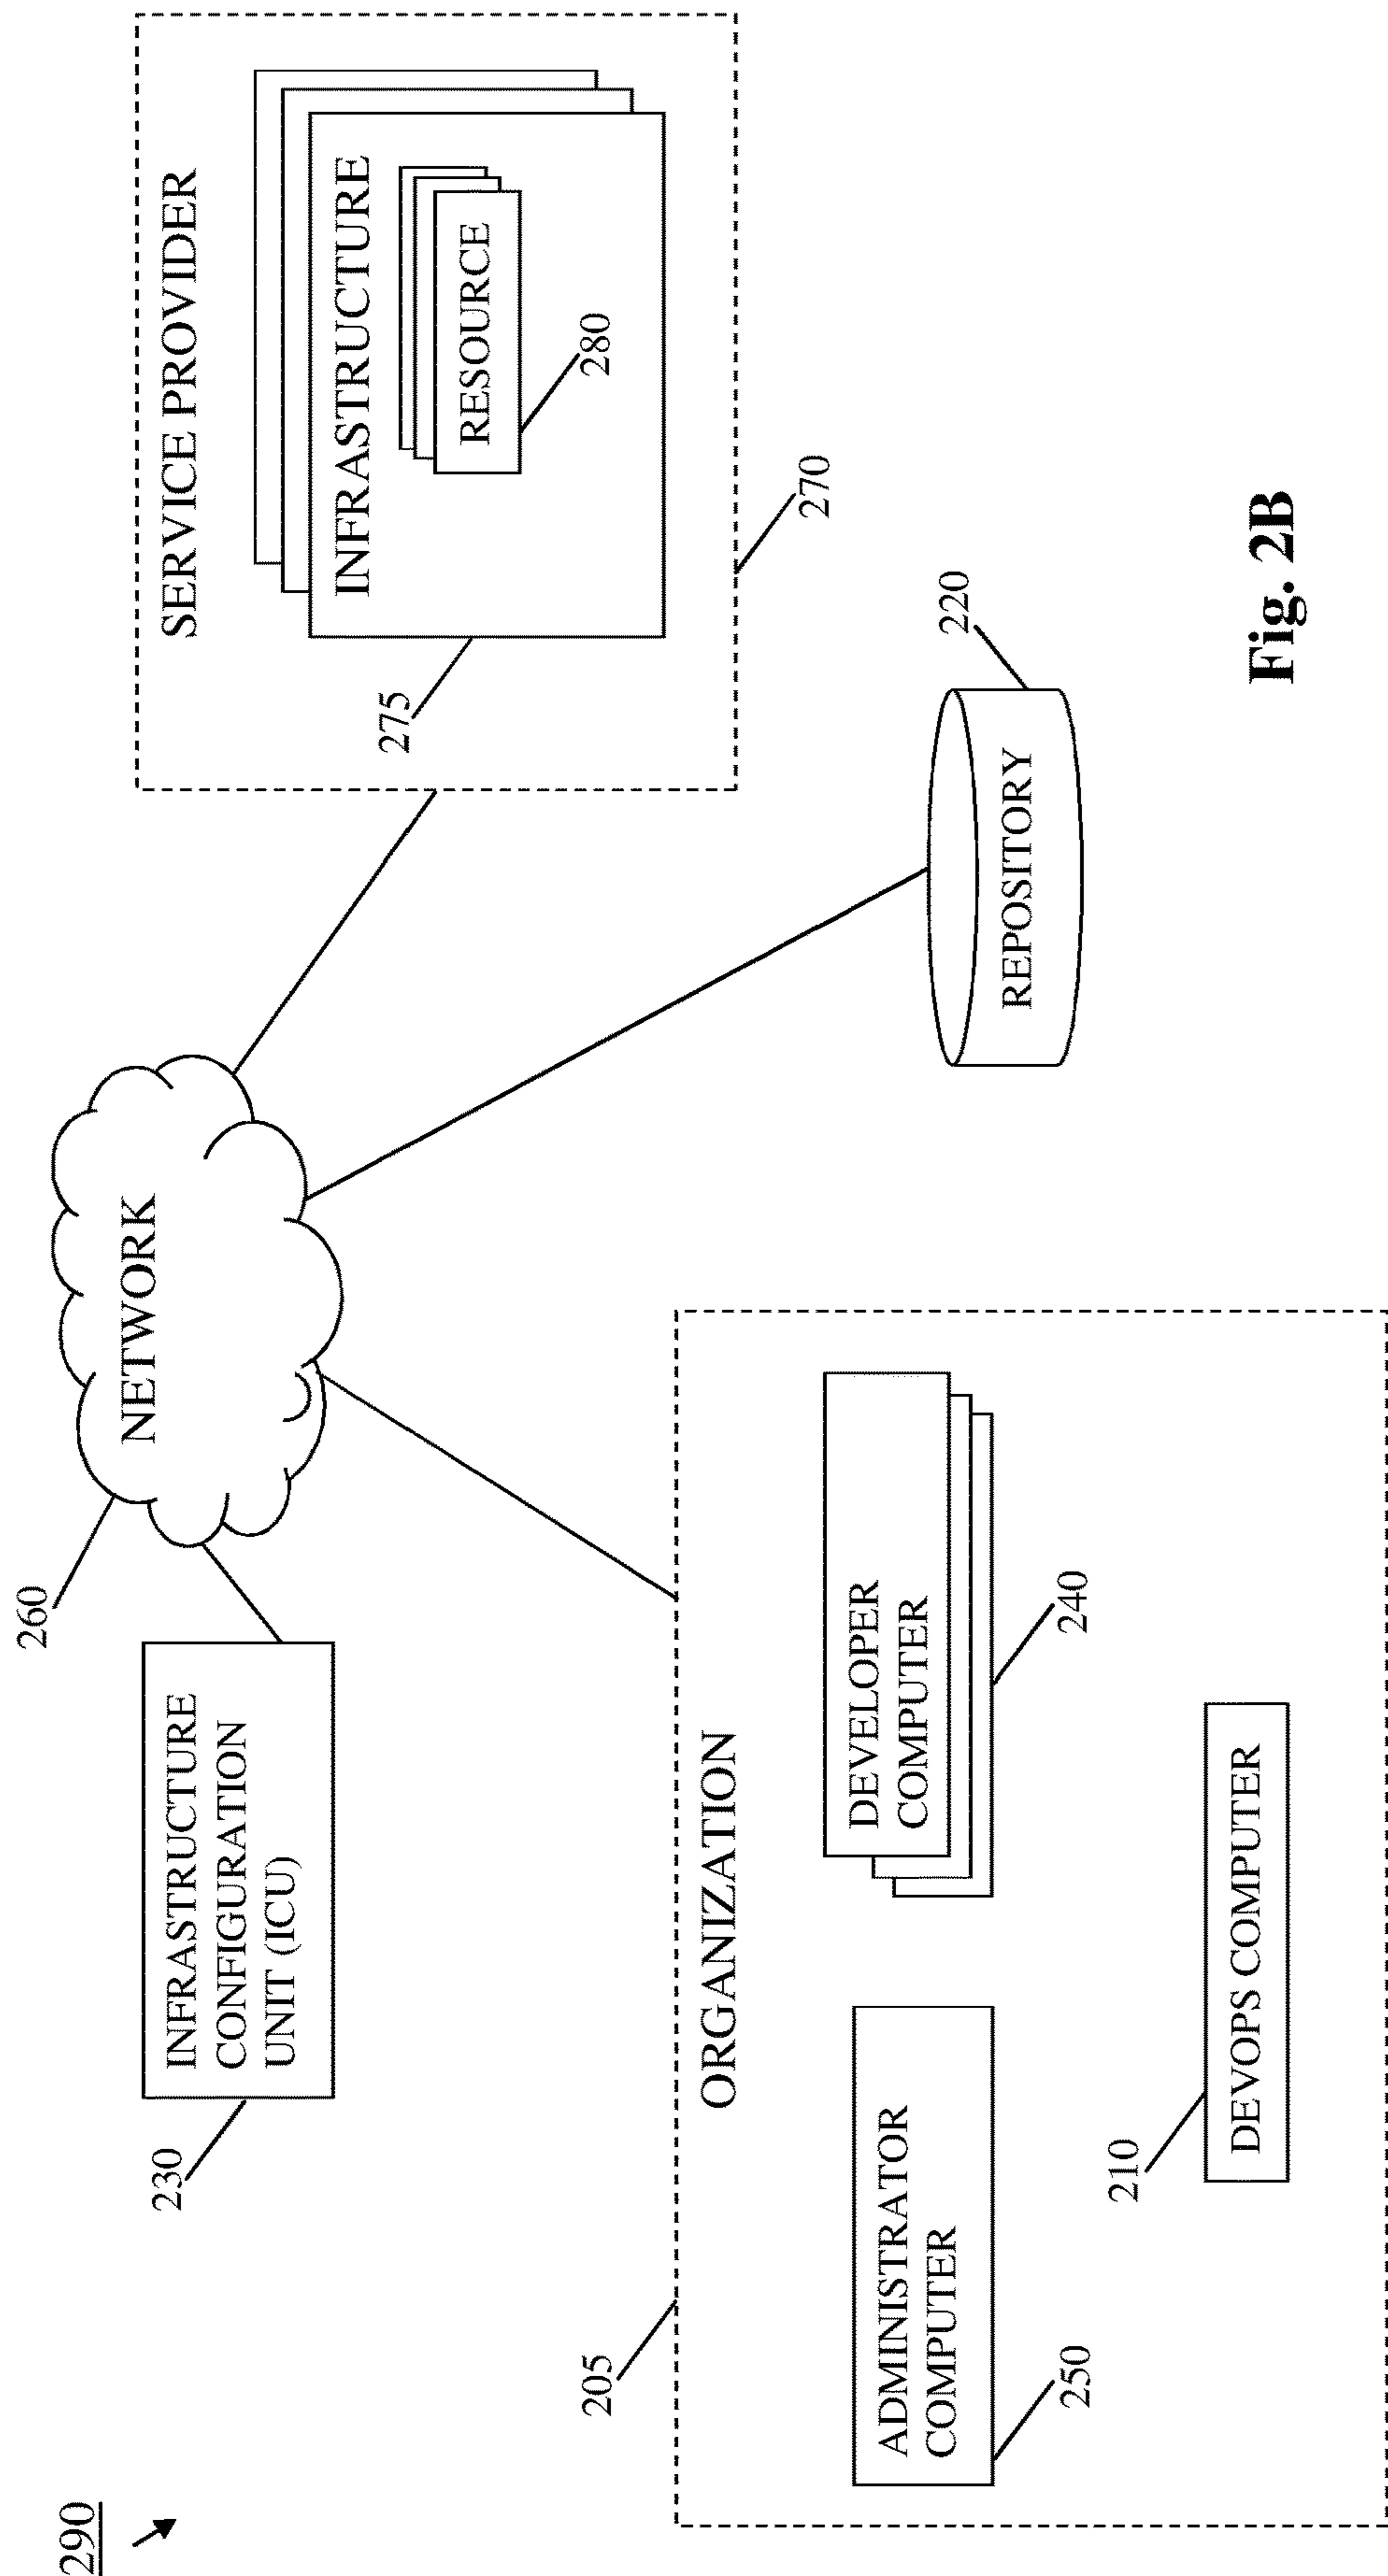 290
260
NETWORK
230
INFRASTRUCTURE
CONFIGURATION
UNIT (ICU)
SERVICE PROVIDER
INFRASTRUCTURE
275
RESOURCE
280
270
205
ORGANIZATION
ADMINISTRATOR
COMPUTER
250
DEVELOPER
COMPUTER
240
210
DEVOPS COMPUTER
220
REPOSITORY
Fig. 2B